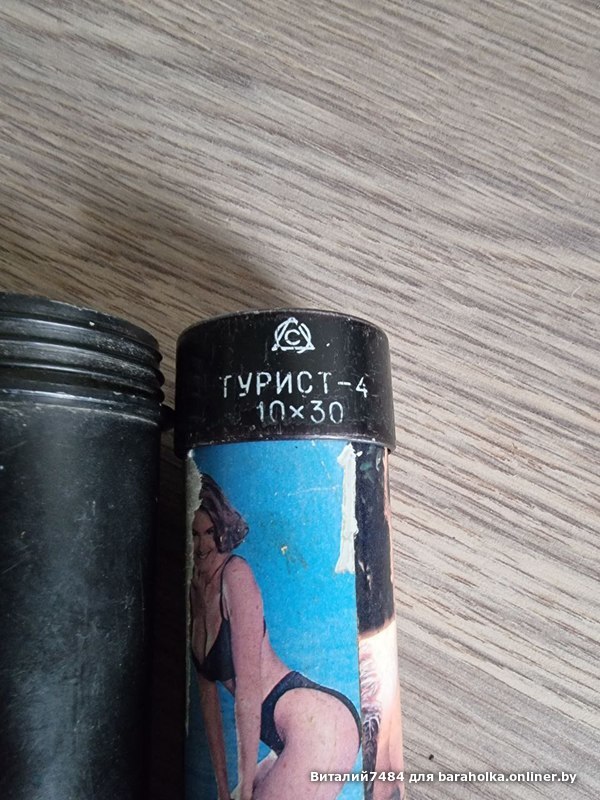 С
ТУРИСТ-4
10×30
Виталий7484 для baraholka.onliner.by